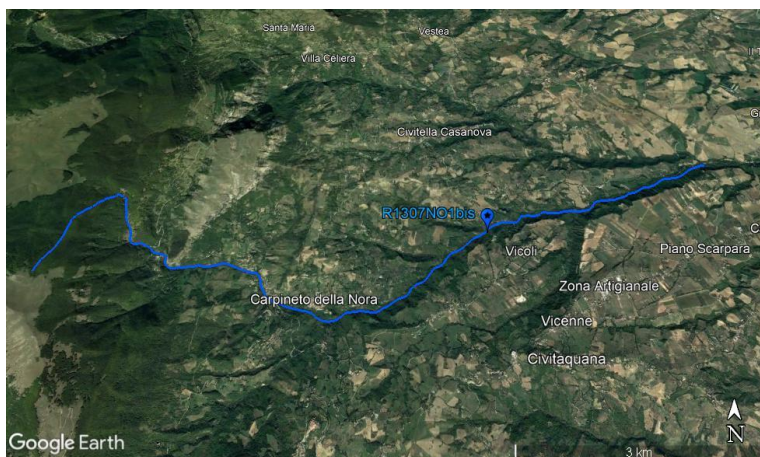 Santa Maria
Vestea
Villa Celiera
Civitella Casanova
R1307NO1bis
Vicoli
Piano Scarpara
Carpineto della Nora
Zona Artigianale
Vicenne
Civitaquana
Google Earth
N
3 km